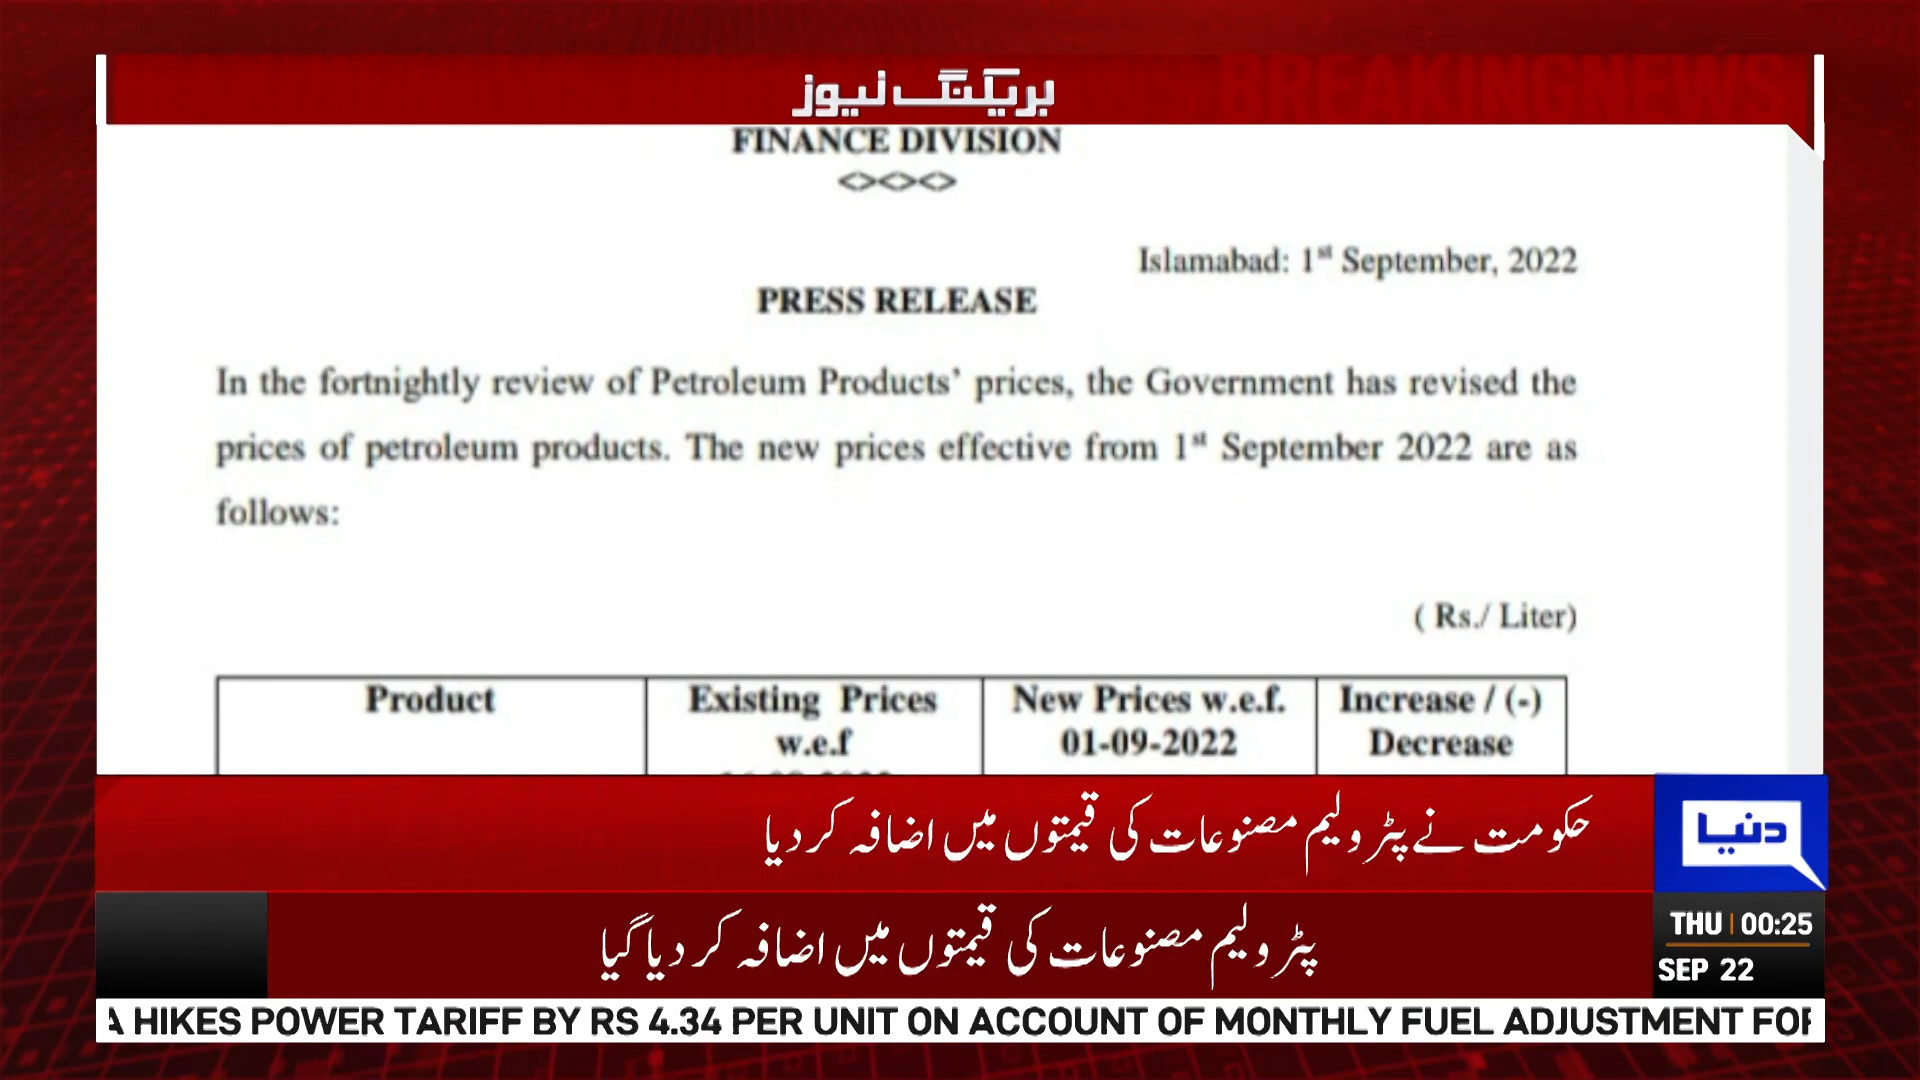 بریکنگ نیوز
BREAKINGNEWS
FINANCE DIVISION
<><><>
Islamabad: 1st September, 2022
PRESS RELEASE
In the fortnightly review of Petroleum Products' prices, the Government has revised the
prices of petroleum products. The new prices effective from 1st September 2022 are as
follows:
( Rs./ Liter)
Product Existing Prices New Prices w.e.f. Increase / (-)
w.e.f 01-09-2022 Decrease
حکومت نے پٹرولیم مصنوعات کی قیمتوں میں اضافہ کردیا
دنیا
پٹرولیم مصنوعات کی قیمتوں میں اضافہ کر دیا گیا
THU 00:25
SEP 22
A HIKES POWER TARIFF BY RS 4.34 PER UNIT ON ACCOUNT OF MONTHLY FUEL ADJUSTMENT FOR